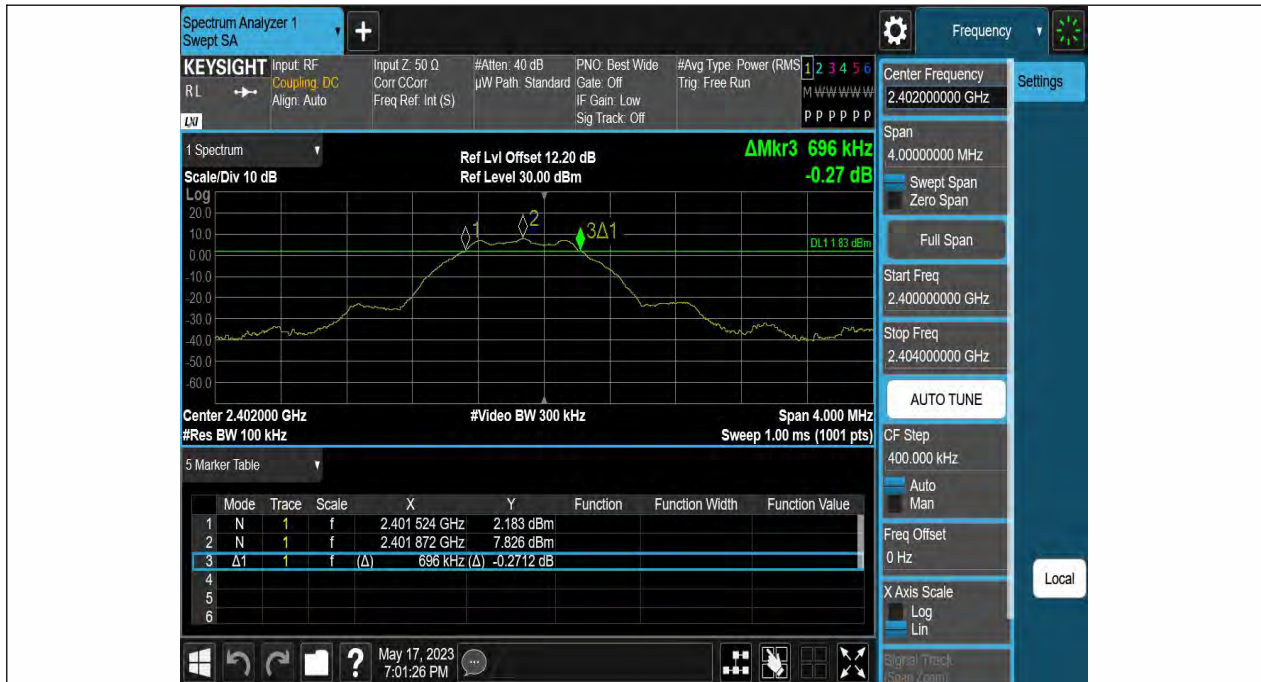 Spectrum Analyzer 1
Swept SA
+
Frequency
KEYSIGHT
RL
LXI
Input: RF
Coupling: DC
Align: Auto
Input Z: 50 Ω
Corr CCorr
Freq Ref: Int (S)
#Atten: 40 dB
µW Path: Standard
PNO: Best Wide
Gate: Off
IF Gain: Low
Sig Track: Off
#Avg Type: Power (RMS
Trig: Free Run
1 2 3 4 5 6
M W W W W W
P P P P P P
1 Spectrum
Scale/Div 10 dB
Ref Lvl Offset 12.20 dB
Ref Level 30.00 dBm
ΔMkr3 696 kHz
-0.27 dB
Log
20.0
10.0
0.00
-10.0
-20.0
-30.0
-40.0
-50.0
-60.0
1
2
3Δ1
DL1 1.83 dBm
Center 2.402000 GHz
#Video BW 300 kHz
Span 4.000 MHz
#Res BW 100 kHz
Sweep 1.00 ms (1001 pts)
5 Marker Table
Mode Trace Scale X Y Function Function Width Function Value
1 N 1 f 2.401 524 GHz 2.183 dBm
2 N 1 f 2.401 872 GHz 7.826 dBm
3 Δ1 1 f (Δ) 696 kHz (Δ) -0.2712 dB
4
5
6
?
May 17, 2023
7:01:26 PM
Center Frequency
2.402000000 GHz
Settings
Span
4.00000000 MHz
Swept Span
Zero Span
Full Span
Start Freq
2.400000000 GHz
Stop Freq
2.404000000 GHz
AUTO TUNE
CF Step
400.000 kHz
Auto
Man
Freq Offset
0 Hz
X Axis Scale
Log
Lin
Local
Signal Track
(Span Zoom)